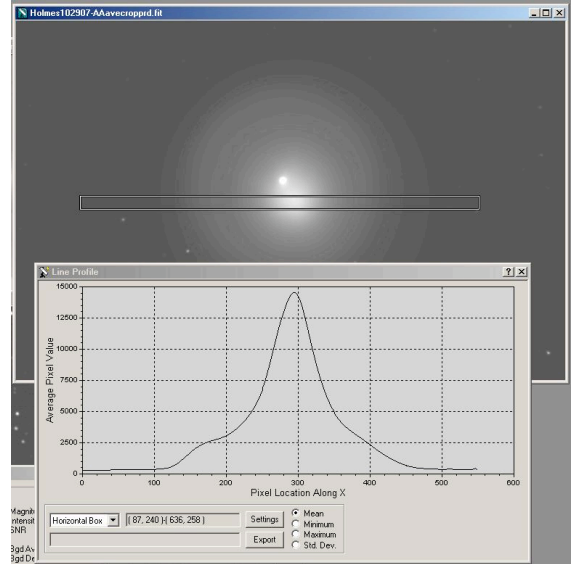 Holmes102907-AAavecropprd.fit
Line Profile
15000
12500
10000
7500
5000
2500
0
Average Pixel Value
0 100 200 300 400 500 600
Pixel Location Along X
Horizontal Box ( 87, 240 )-( 636, 258 ) Settings
Export
Mean
Minimum
Maximum
Std. Dev.
Magnit
Intensit
SNR
Bgd Av
Bgd De